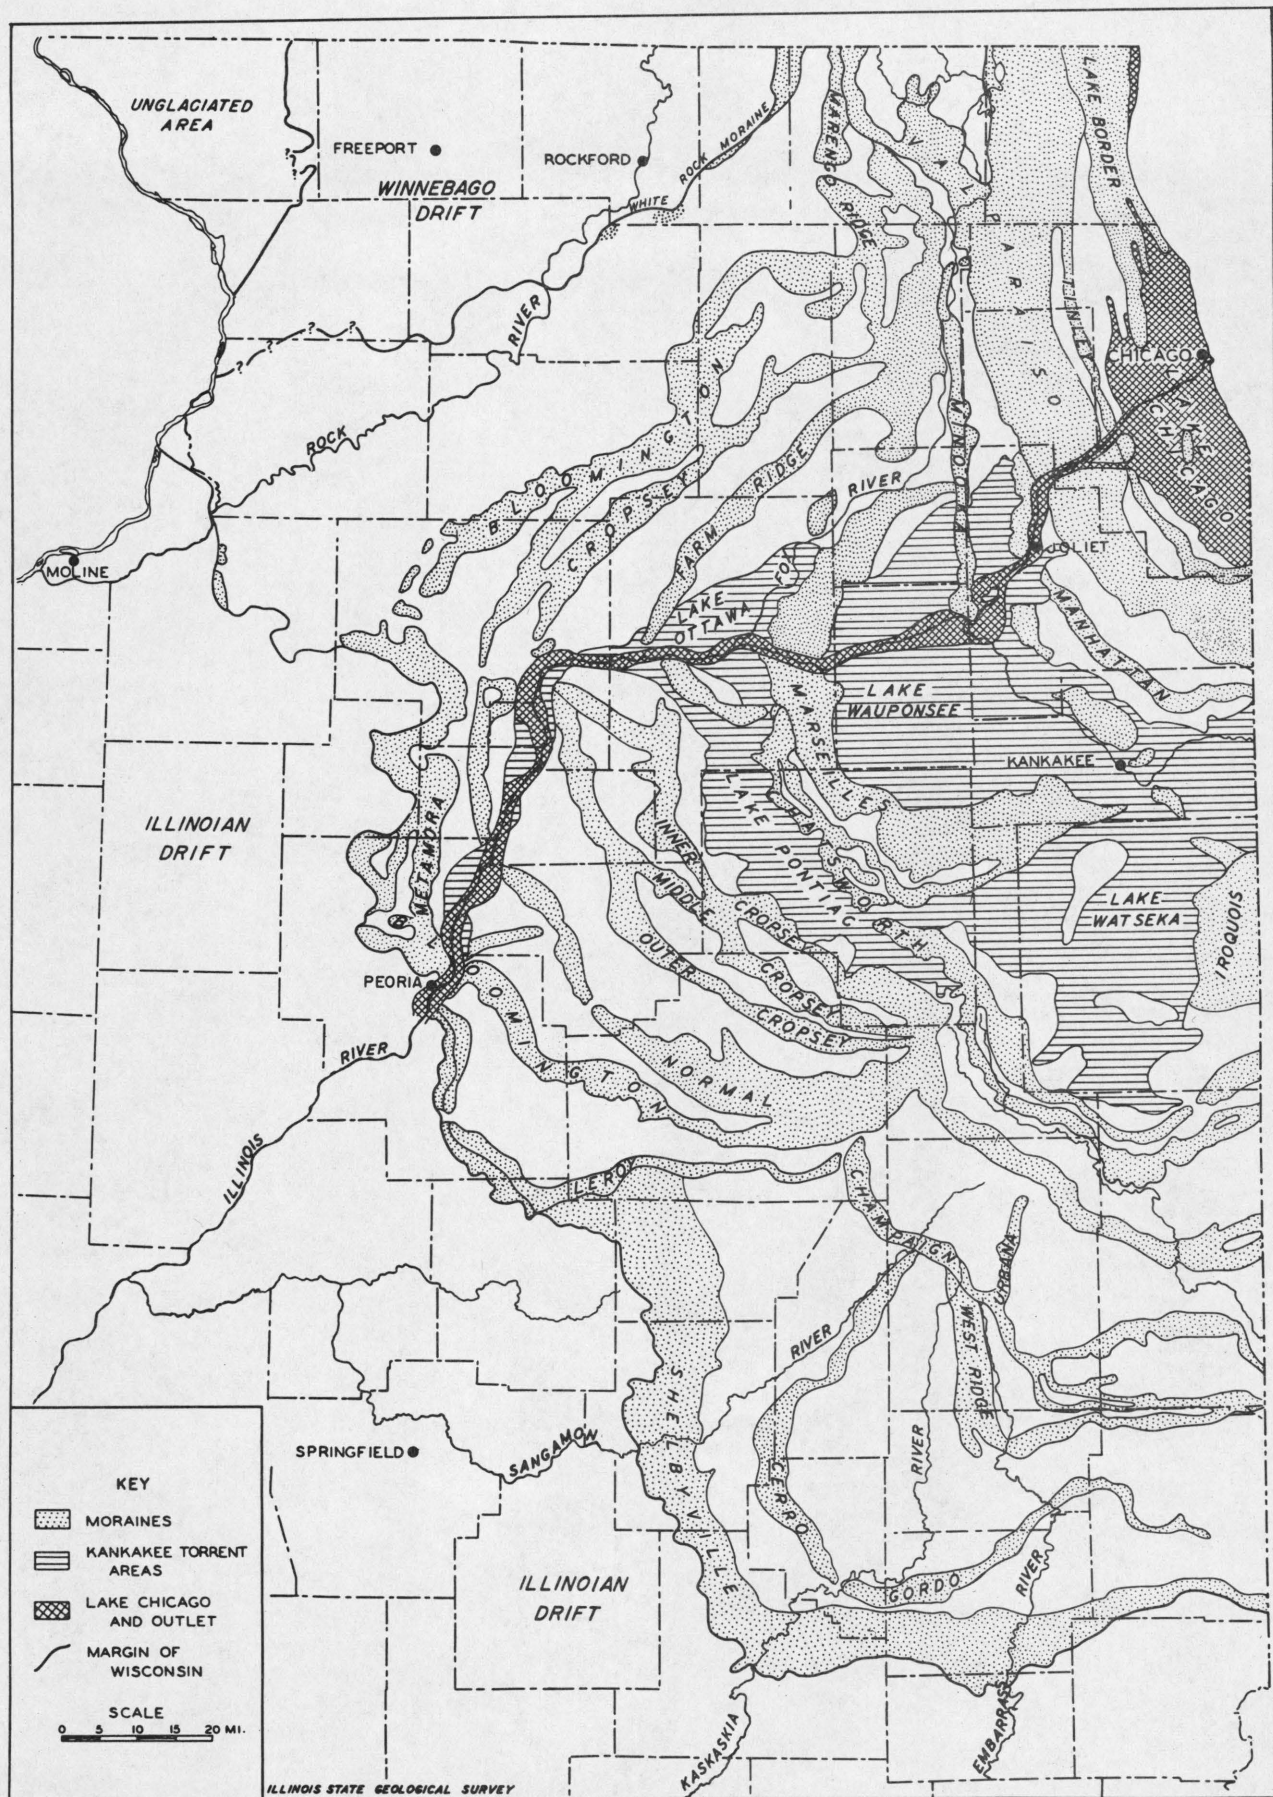 UNGLACIATED
AREA
FREEPORT
ROCKFORD
WINNEBAGO
DRIFT
WHITE ROCK MORAINE
MARENGO RIDGE
VALPARAISO
LAKE BORDER
TINLEY
CHICAGO
LAKE
CHICAGO
RIVER
ROCK
BLOOMINGTON
CROPSEY
FARM RIDGE
MINOOKA
FOX
RIVER
MOLINE
JOLIET
LAKE
OTTAWA
MANHATTAN
LAKE
WAUPONSEE
MARSEILLES
KANKAKEE
ILLINOIAN
DRIFT
METAMORA
LAKE PONTIAC
CHATSWORTH
INNER CROPSEY
MIDDLE CROPSEY
OUTER CROPSEY
LAKE
WATSEKA
IROQUOIS
PEORIA
BLOOMINGTON
NORMAL
RIVER
ILLINOIS
LEROY
CHAMPAIGN
URBANA
WEST RIDGE
RIVER
SHELBYVILLE
SPRINGFIELD
SANGAMON
CERRO
GORDO
RIVER
RIVER
ILLINOIAN
DRIFT
KASKASKIA
EMBARRASS
KEY
MORAINES
KANKAKEE TORRENT
AREAS
LAKE CHICAGO
AND OUTLET
MARGIN OF
WISCONSIN
SCALE
0 5 10 15 20 MI.
ILLINOIS STATE GEOLOGICAL SURVEY